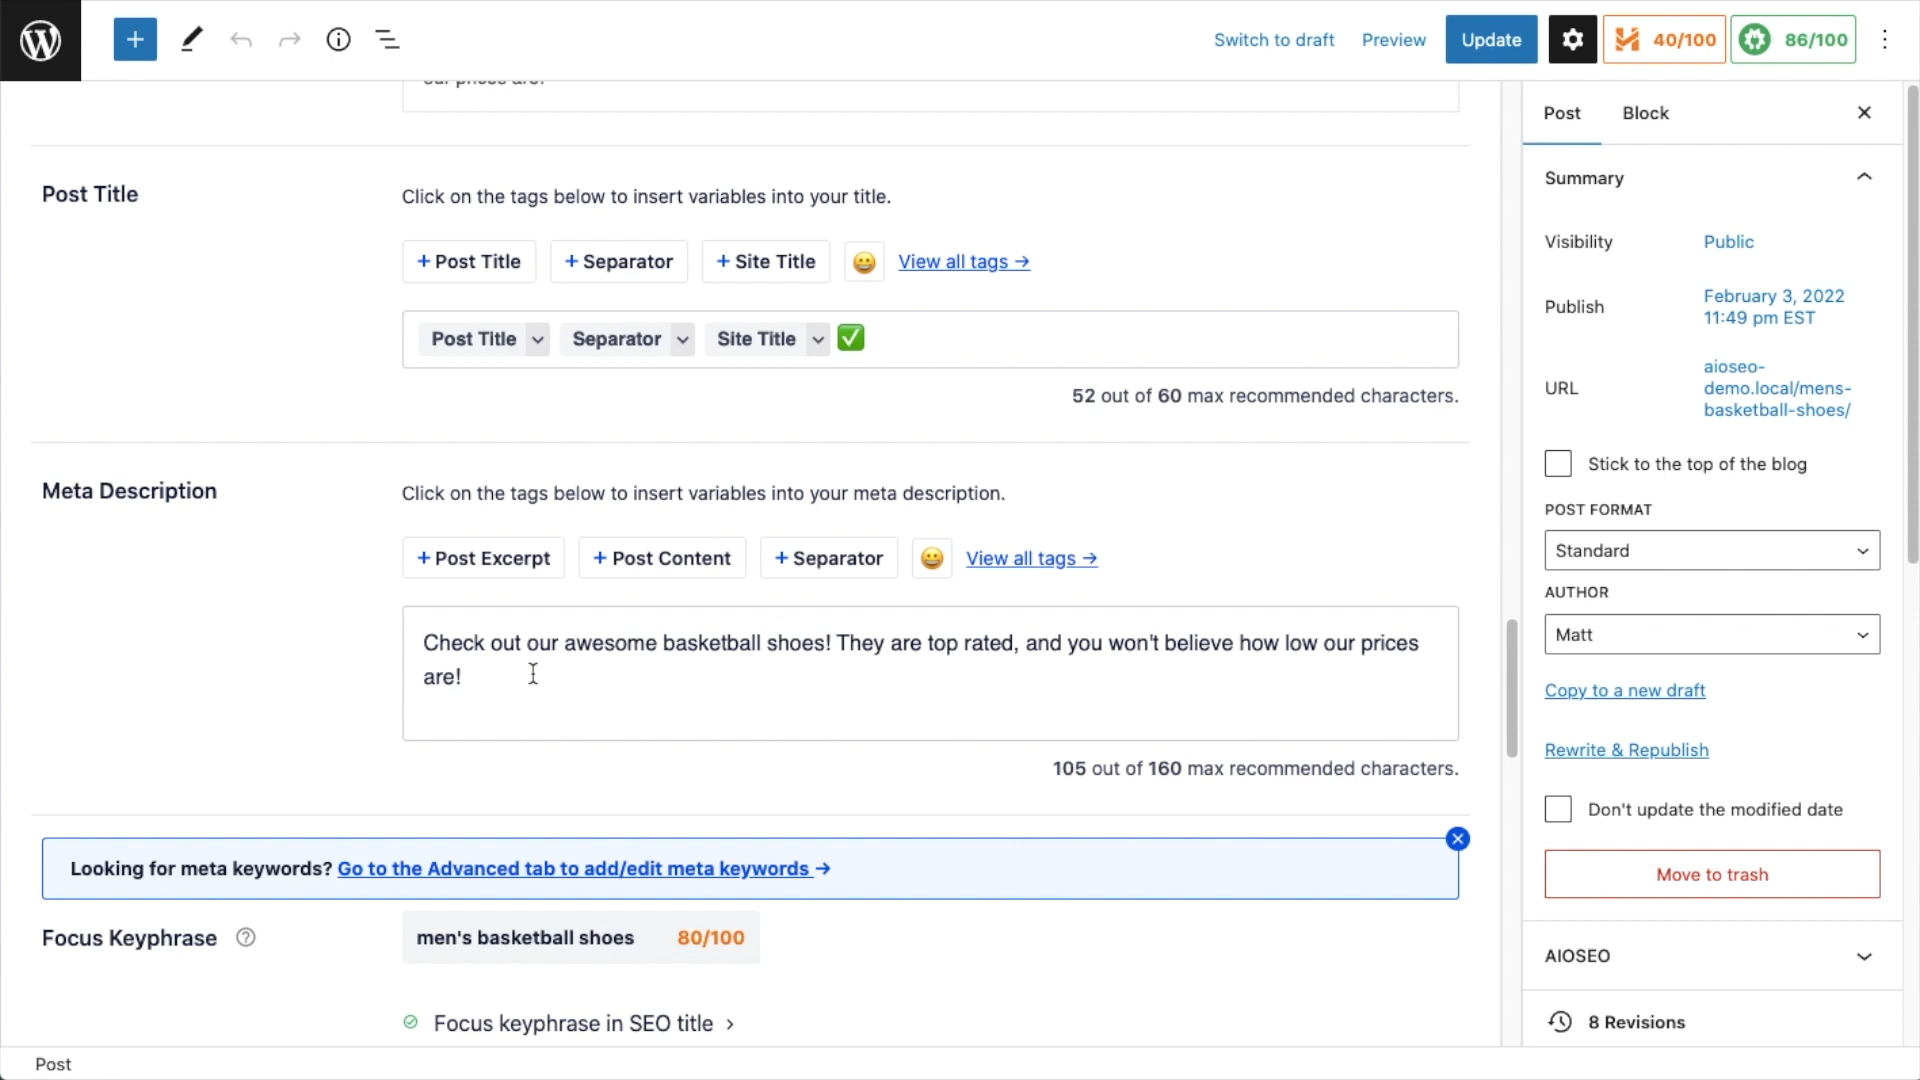 Switch to draft
Preview
Update
40/100
86/100
our prices are!
Post Title
Click on the tags below to insert variables into your title.
+ Post Title
+ Separator
+ Site Title
View all tags →
Post Title
Separator
Site Title
52 out of 60 max recommended characters.
Meta Description
Click on the tags below to insert variables into your meta description.
+ Post Excerpt
+ Post Content
+ Separator
View all tags →
Check out our awesome basketball shoes! They are top rated, and you won't believe how low our prices
are!
105 out of 160 max recommended characters.
Looking for meta keywords? Go to the Advanced tab to add/edit meta keywords →
Focus Keyphrase
men's basketball shoes 80/100
Focus keyphrase in SEO title
Post
Post
Block
Summary
Visibility
Public
Publish
February 3, 2022
11:49 pm EST
URL
aioseo-
demo.local/mens-
basketball-shoes/
Stick to the top of the blog
POST FORMAT
Standard
AUTHOR
Matt
Copy to a new draft
Rewrite & Republish
Don't update the modified date
Move to trash
AIOSEO
8 Revisions